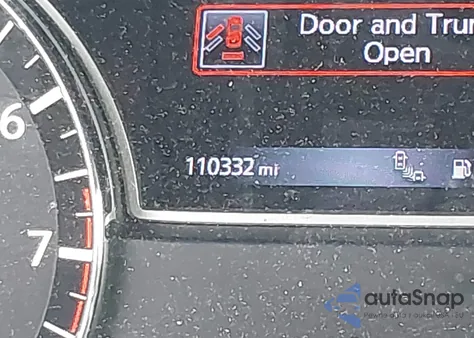 Door and Trun
Open
6
110332 mi
7
autoSnap